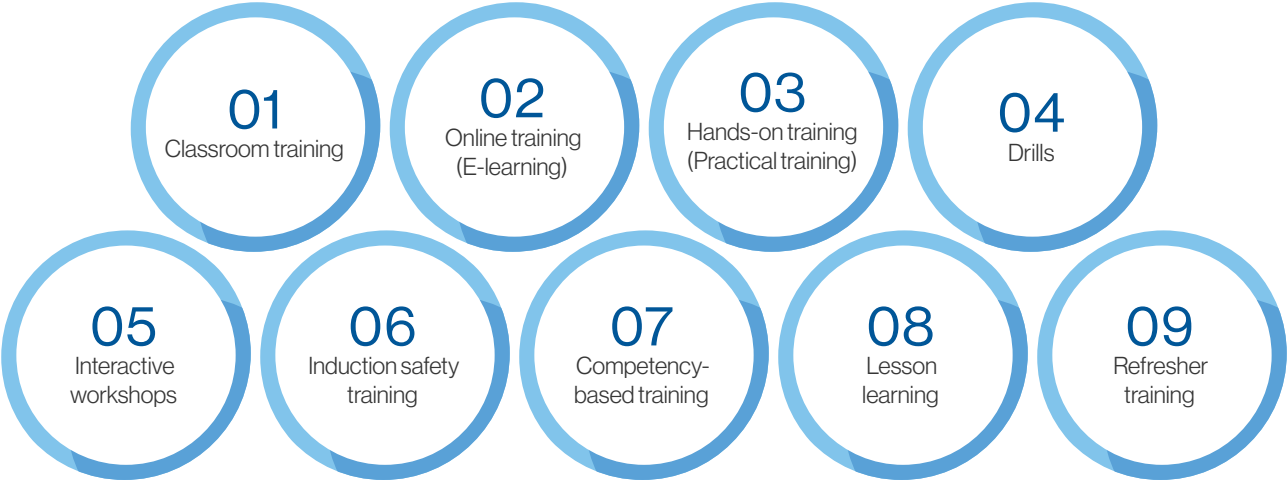 01
Classroom training
02
Online training
(E-learning)
03
Hands-on training
(Practical training)
04
Drills
05
Interactive
workshops
06
Induction safety
training
07
Competency-
based training
08
Lesson
learning
09
Refresher
training